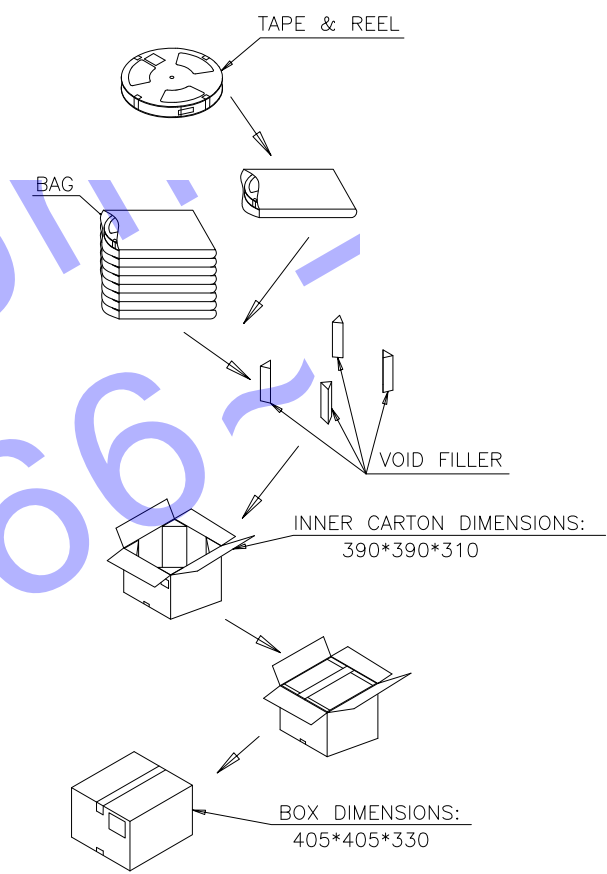 TAPE & REEL
BAG
VOID FILLER
INNER CARTON DIMENSIONS:
390*390*310
BOX DIMENSIONS:
405*405*330